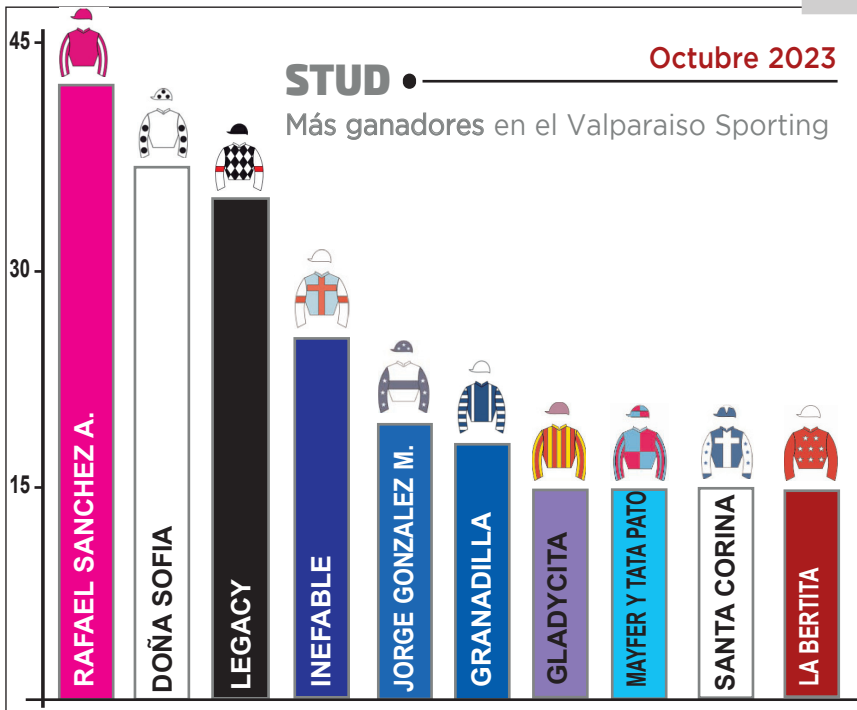 STUD
Octubre 2023
Más ganadores en el Valparaiso Sporting
45
30
15
RAFAEL SANCHEZ A.
DOÑA SOFIA
LEGACY
INEFABLE
JORGE GONZALEZ M.
GRANADILLA
GLADYCITA
MAYFER Y TATA PATO
SANTA CORINA
LA BERTITA